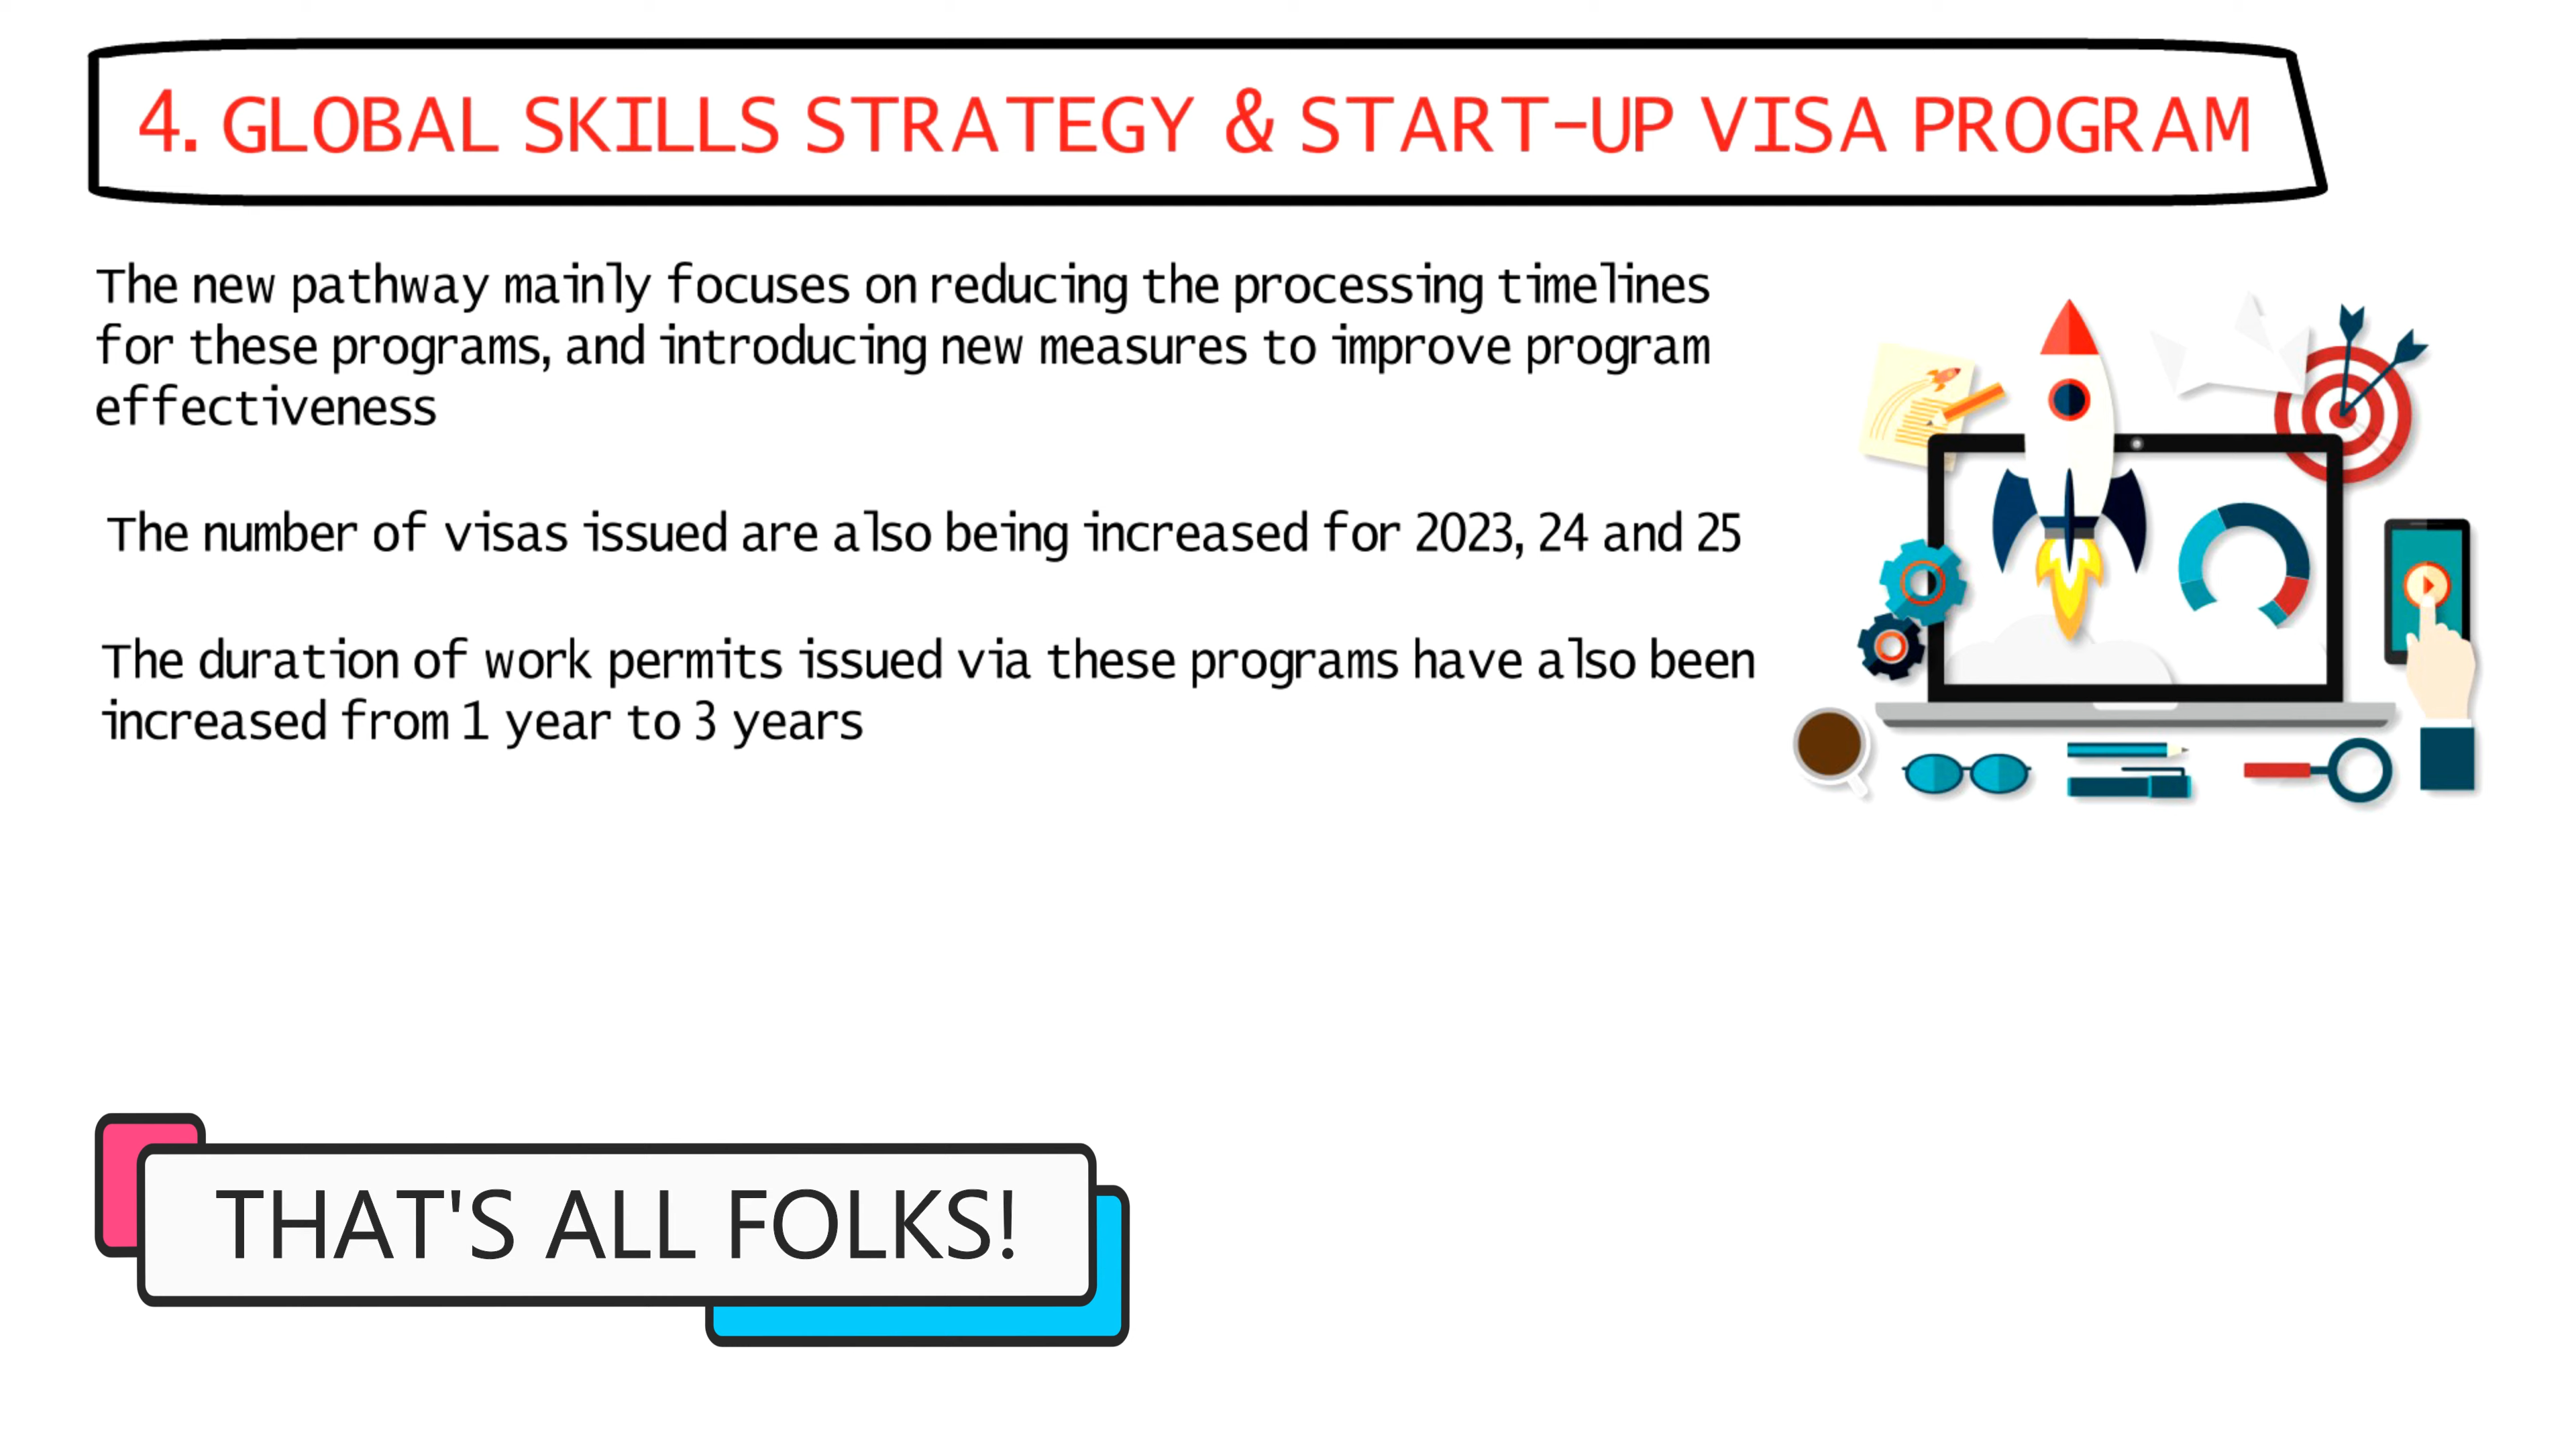 4. GLOBAL SKILLS STRATEGY & START-UP VISA PROGRAM
The new pathway mainly focuses on reducing the processing timelines
for these programs, and introducing new measures to improve program
effectiveness
The number of visas issued are also being increased for 2023, 24 and 25
The duration of work permits issued via these programs have also been
increased from 1 year to 3 years
THAT'S ALL FOLKS!